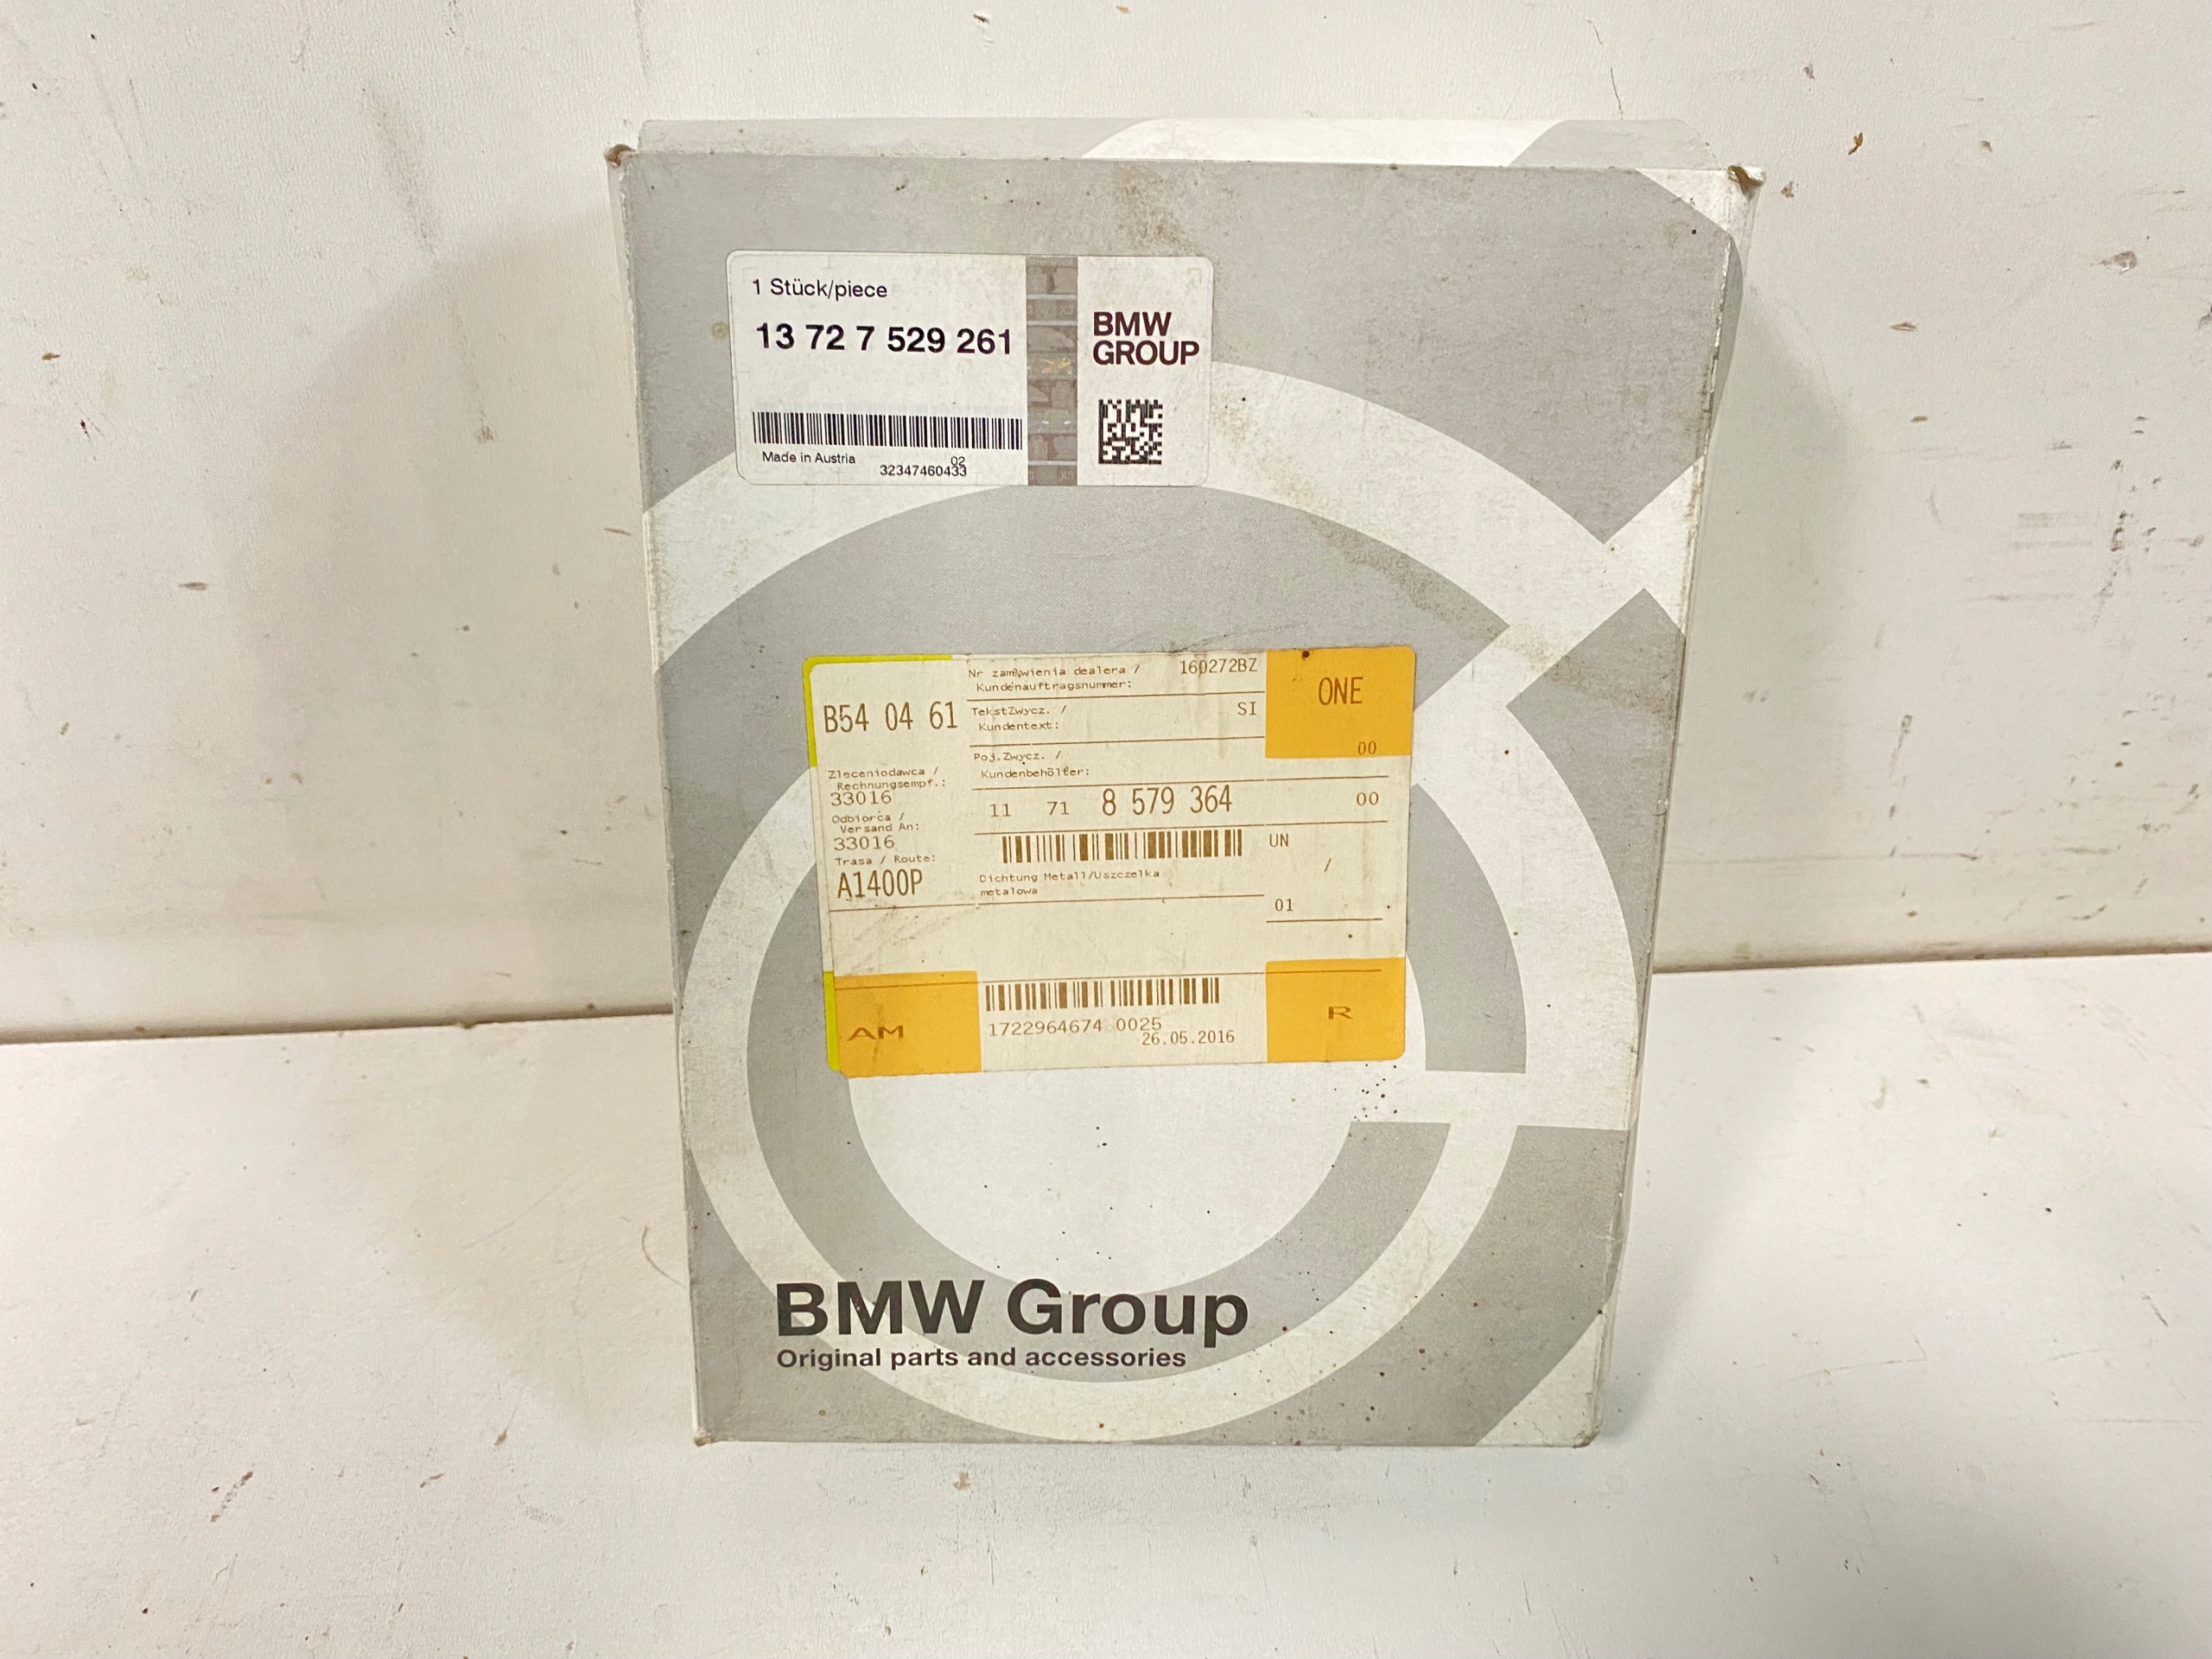 1 Stück/piece
13 72 7 529 261
BMW
GROUP
Made in Austria
02
32347460433
Nr zamówienia dealera / 160272BZ
Kundenauftragsnummer:
ONE
B54 04 61
TekstZwycz. / SI
Kundentext:
00
Poj.Zwycz. /
Kundenbehölter:
Zleceniodawca /
Rechnungsempf.:
33016
11 71 8 579 364 00
Odbiorca /
Versand An:
33016
UN
/
Trasa / Route:
A1400P
Dichtung Metall/Uszczelka
metalowa
01
AM
1722964674 0025
26.05.2016
R
BMW Group
Original parts and accessories